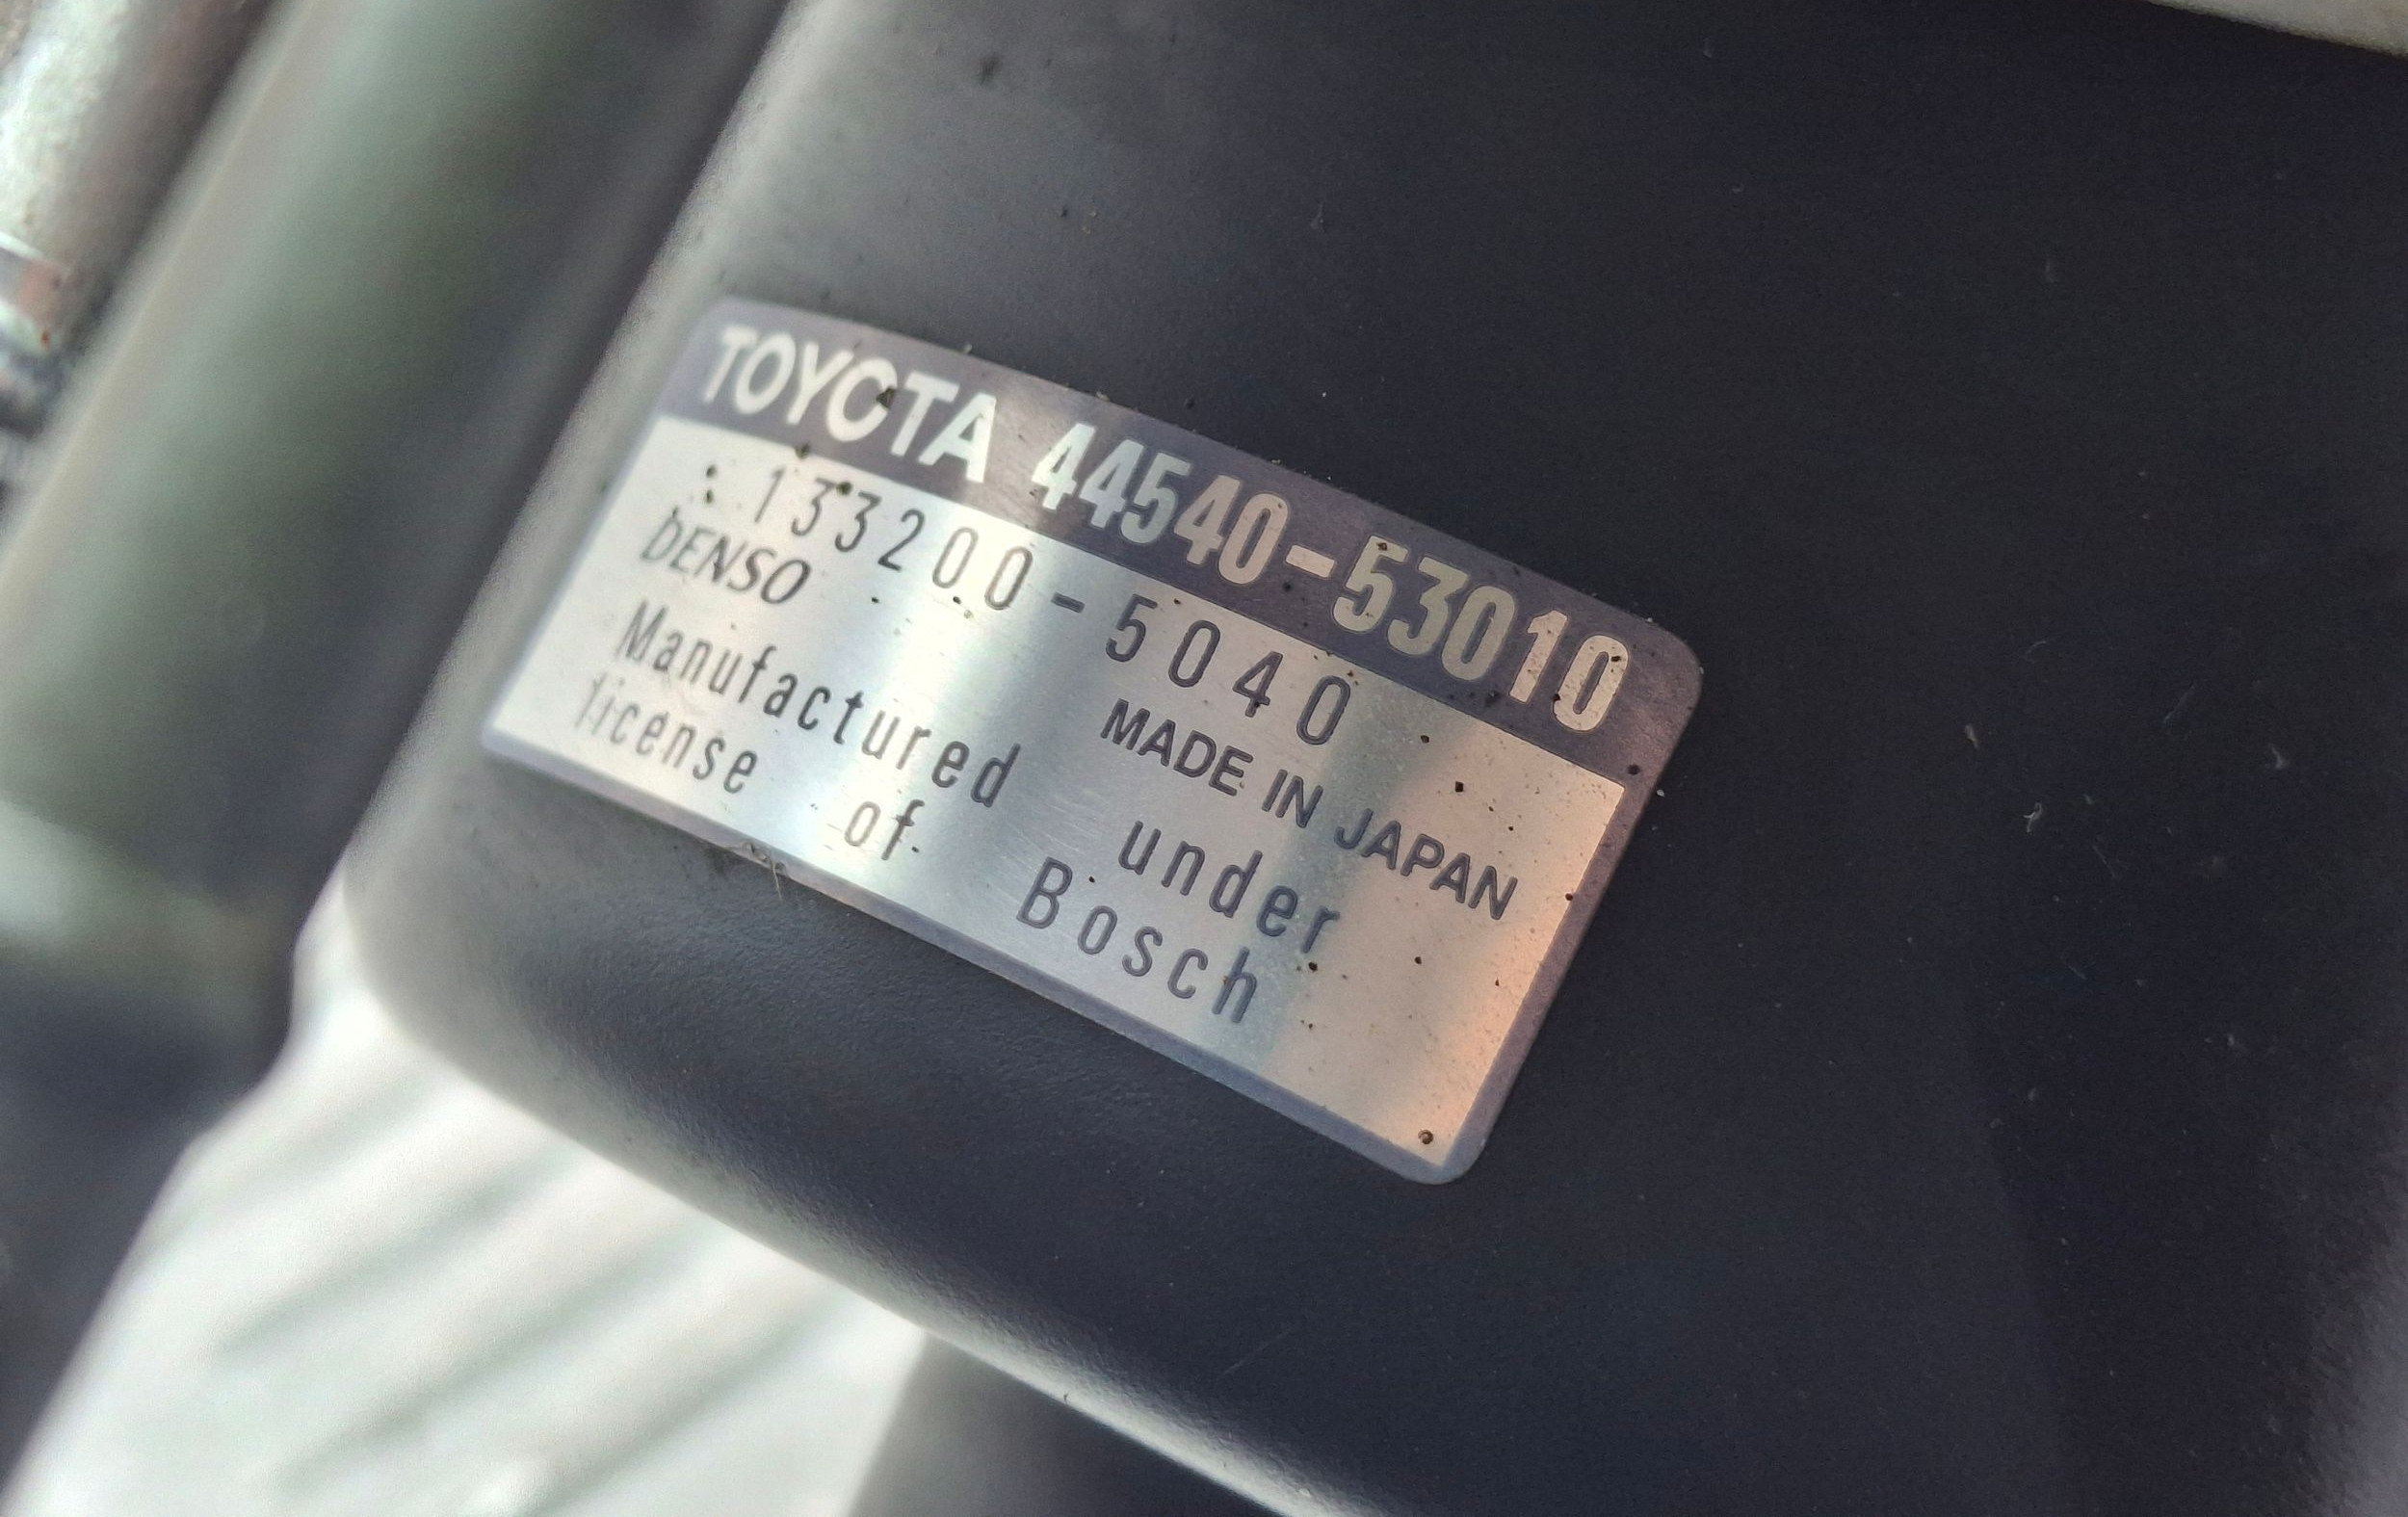 TOYOTA 44540-53010
: 133200-5040
DENSO MADE IN JAPAN
Manufactured under
license of Bosch